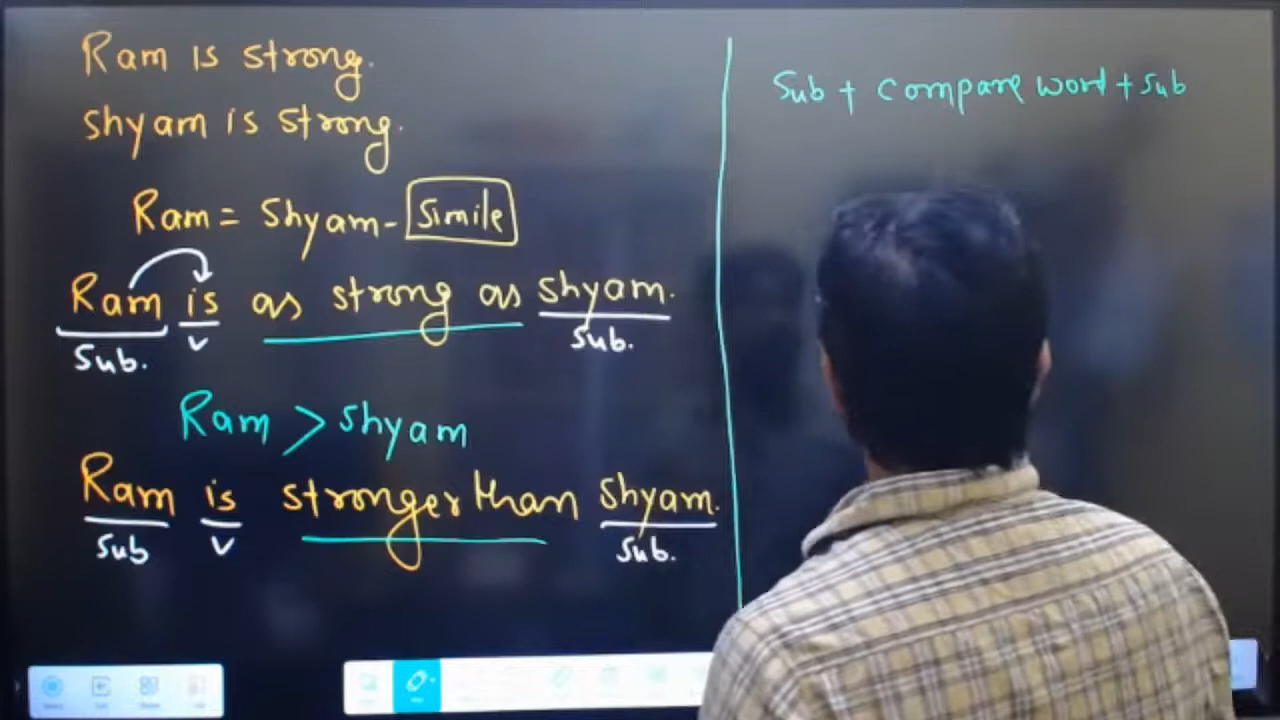 Ram is strong.
shyam is strong.
Ram = Shyam - Simile
Ram is as strong as shyam.
Sub. v Sub.
Ram > shyam
Ram is stronger than shyam.
Sub v Sub.
Sub + compare word + sub